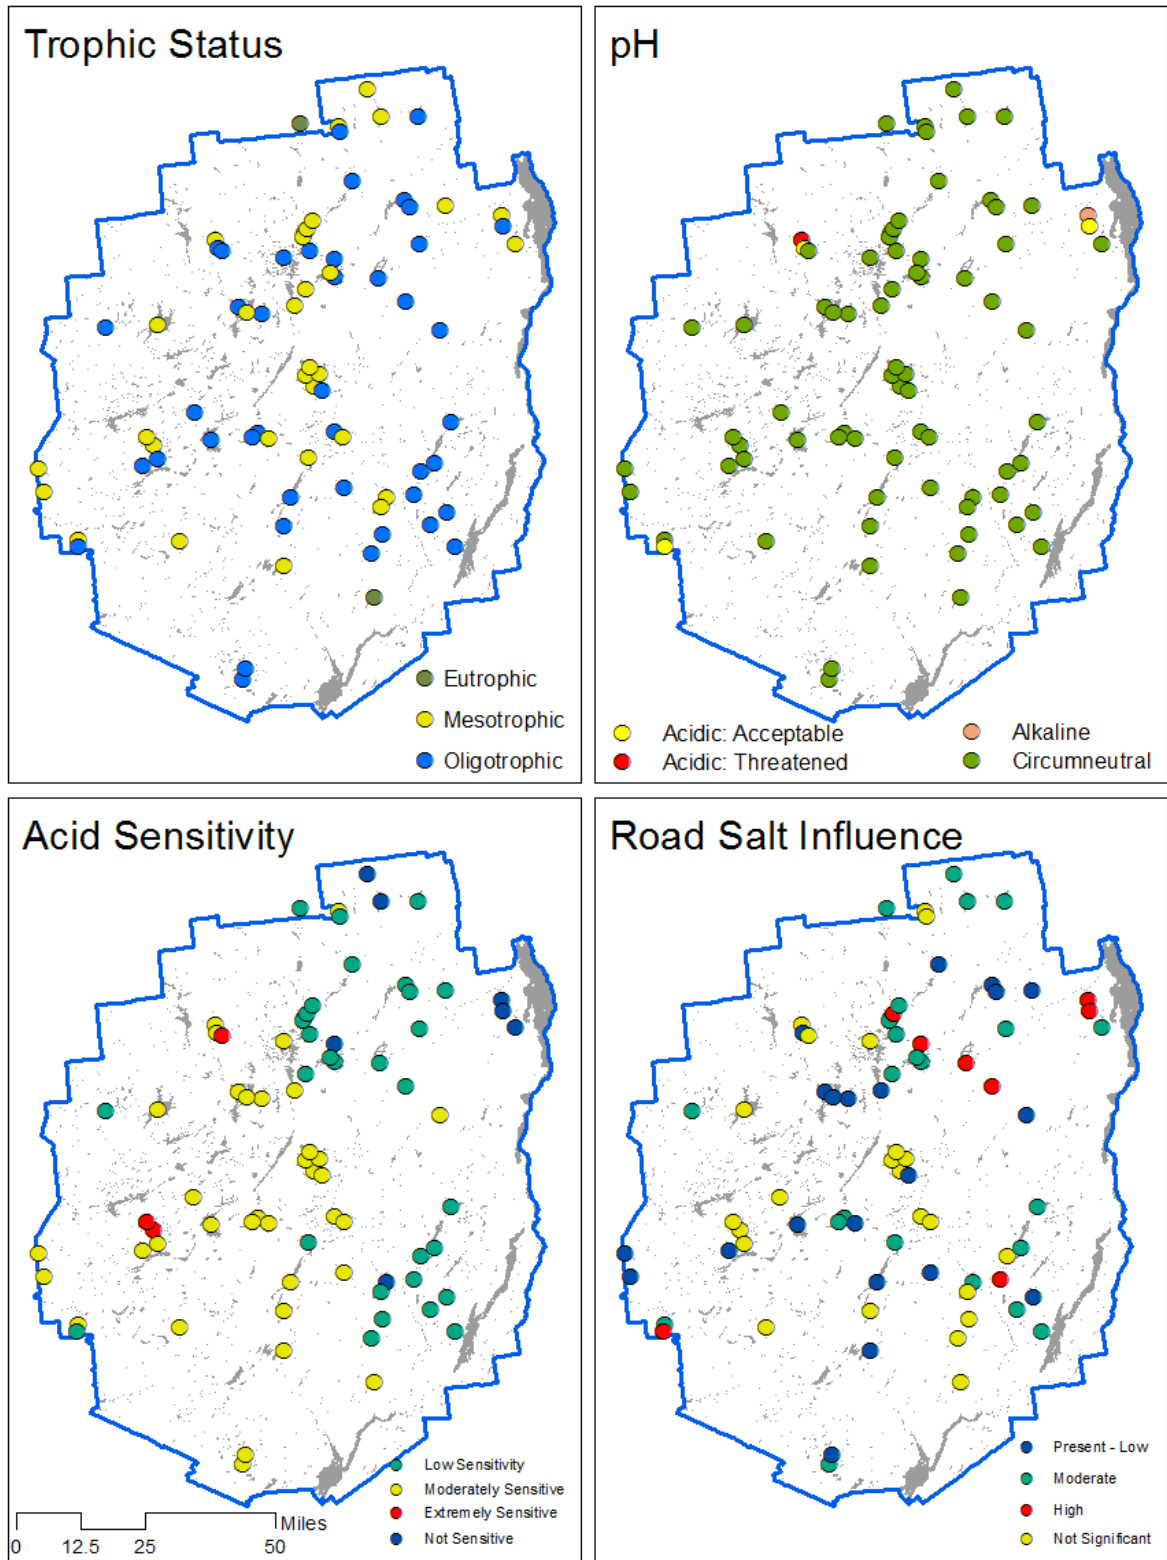 Trophic Status
Eutrophic
Mesotrophic
Oligotrophic
pH
Acidic: Acceptable
Alkaline
Acidic: Threatened
Circumneutral
Acid Sensitivity
Low Sensitivity
Moderately Sensitive
Extremely Sensitive
Not Sensitive
Miles
0 12.5 25 50
Road Salt Influence
Present - Low
Moderate
High
Not Significant